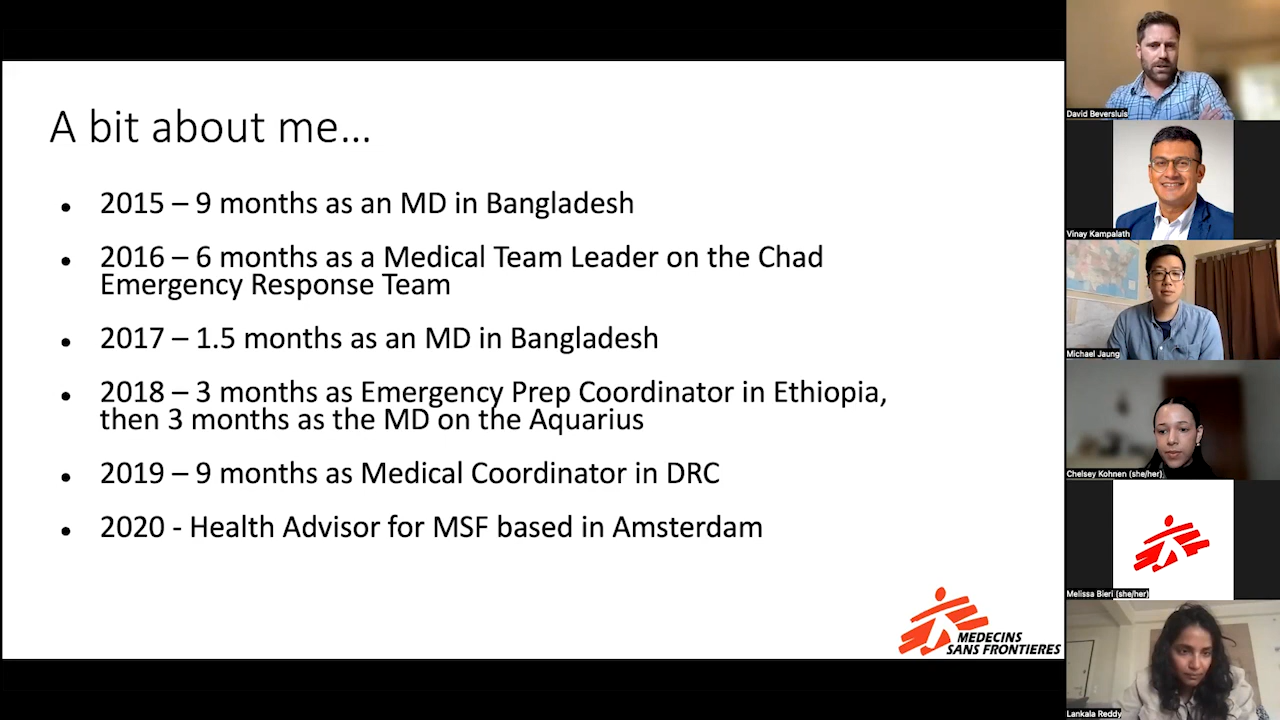 A bit about me...
• 2015 – 9 months as an MD in Bangladesh
• 2016 – 6 months as a Medical Team Leader on the Chad
Emergency Response Team
• 2017 – 1.5 months as an MD in Bangladesh
• 2018 – 3 months as Emergency Prep Coordinator in Ethiopia,
then 3 months as the MD on the Aquarius
• 2019 – 9 months as Medical Coordinator in DRC
• 2020 - Health Advisor for MSF based in Amsterdam
MEDECINS
SANS FRONTIERES
David Beversluis
Vinay Kampalath
Michael Jaung
Chelsey Kohnen (she/her)
Melissa Bieri (she/her)
Lankala Reddy